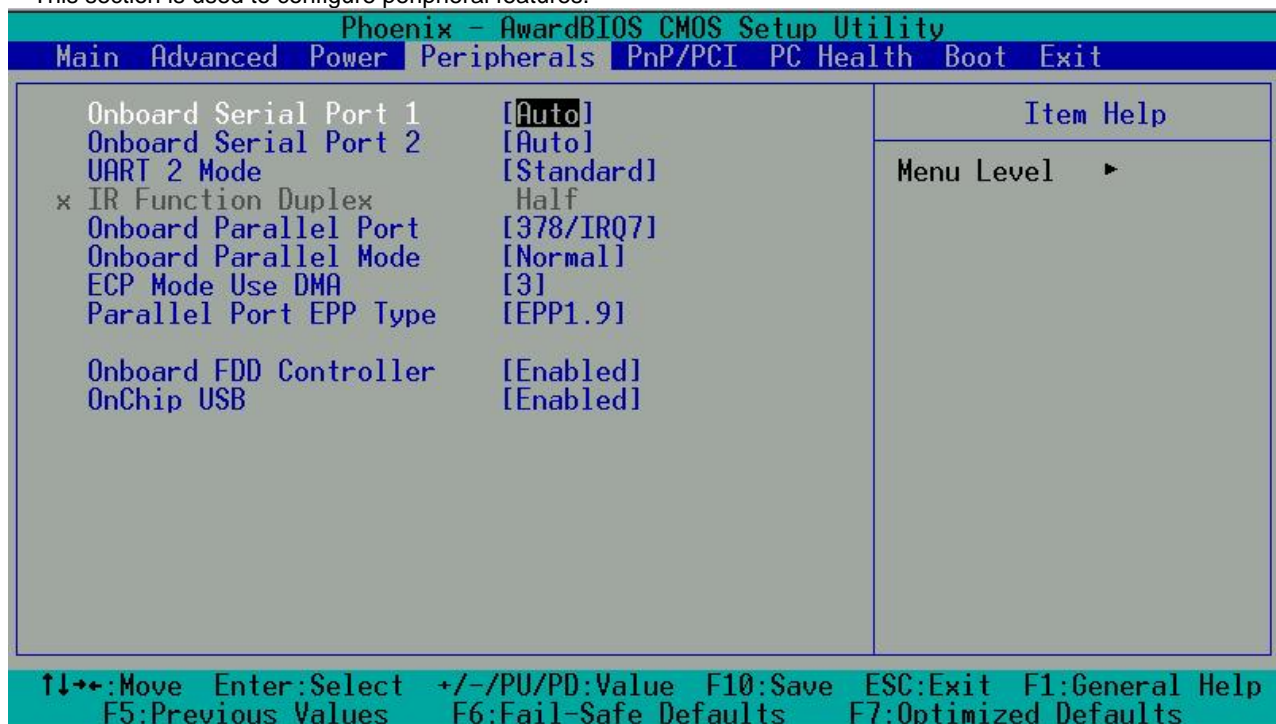 This section is used to configure peripheral features.
Phoenix - AwardBIOS CMOS Setup Utility
Main Advanced Power Peripherals PnP/PCI PC Health Boot Exit
Onboard Serial Port 1 [Auto]
Onboard Serial Port 2 [Auto]
UART 2 Mode [Standard]
x IR Function Duplex Half
Onboard Parallel Port [378/IRQ7]
Onboard Parallel Mode [Normal]
ECP Mode Use DMA [3]
Parallel Port EPP Type [EPP1.9]
Onboard FDD Controller [Enabled]
OnChip USB [Enabled]
Item Help
Menu Level ►
↑↓→←:Move Enter:Select +/-/PU/PD:Value F10:Save ESC:Exit F1:General Help
F5:Previous Values F6:Fail-Safe Defaults F7:Optimized Defaults